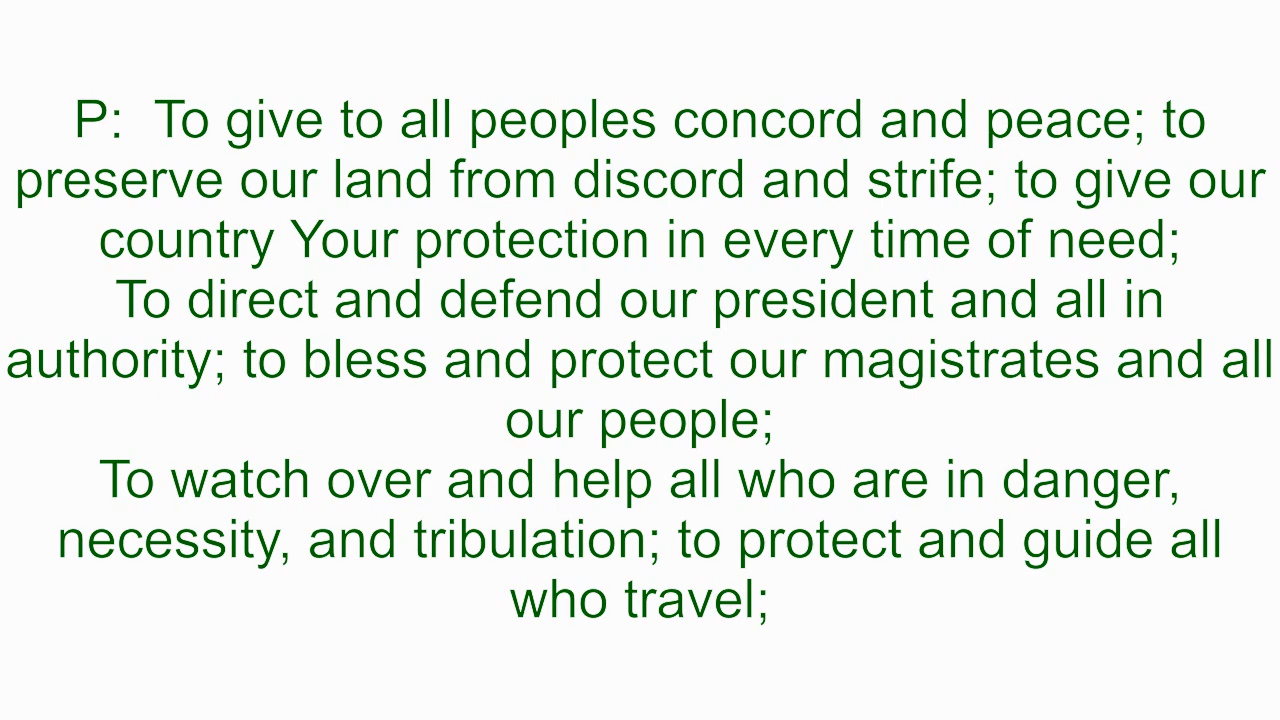 P:  To give to all peoples concord and peace; to
preserve our land from discord and strife; to give our
country Your protection in every time of need;
To direct and defend our president and all in
authority; to bless and protect our magistrates and all
our people;
To watch over and help all who are in danger,
necessity, and tribulation; to protect and guide all
who travel;